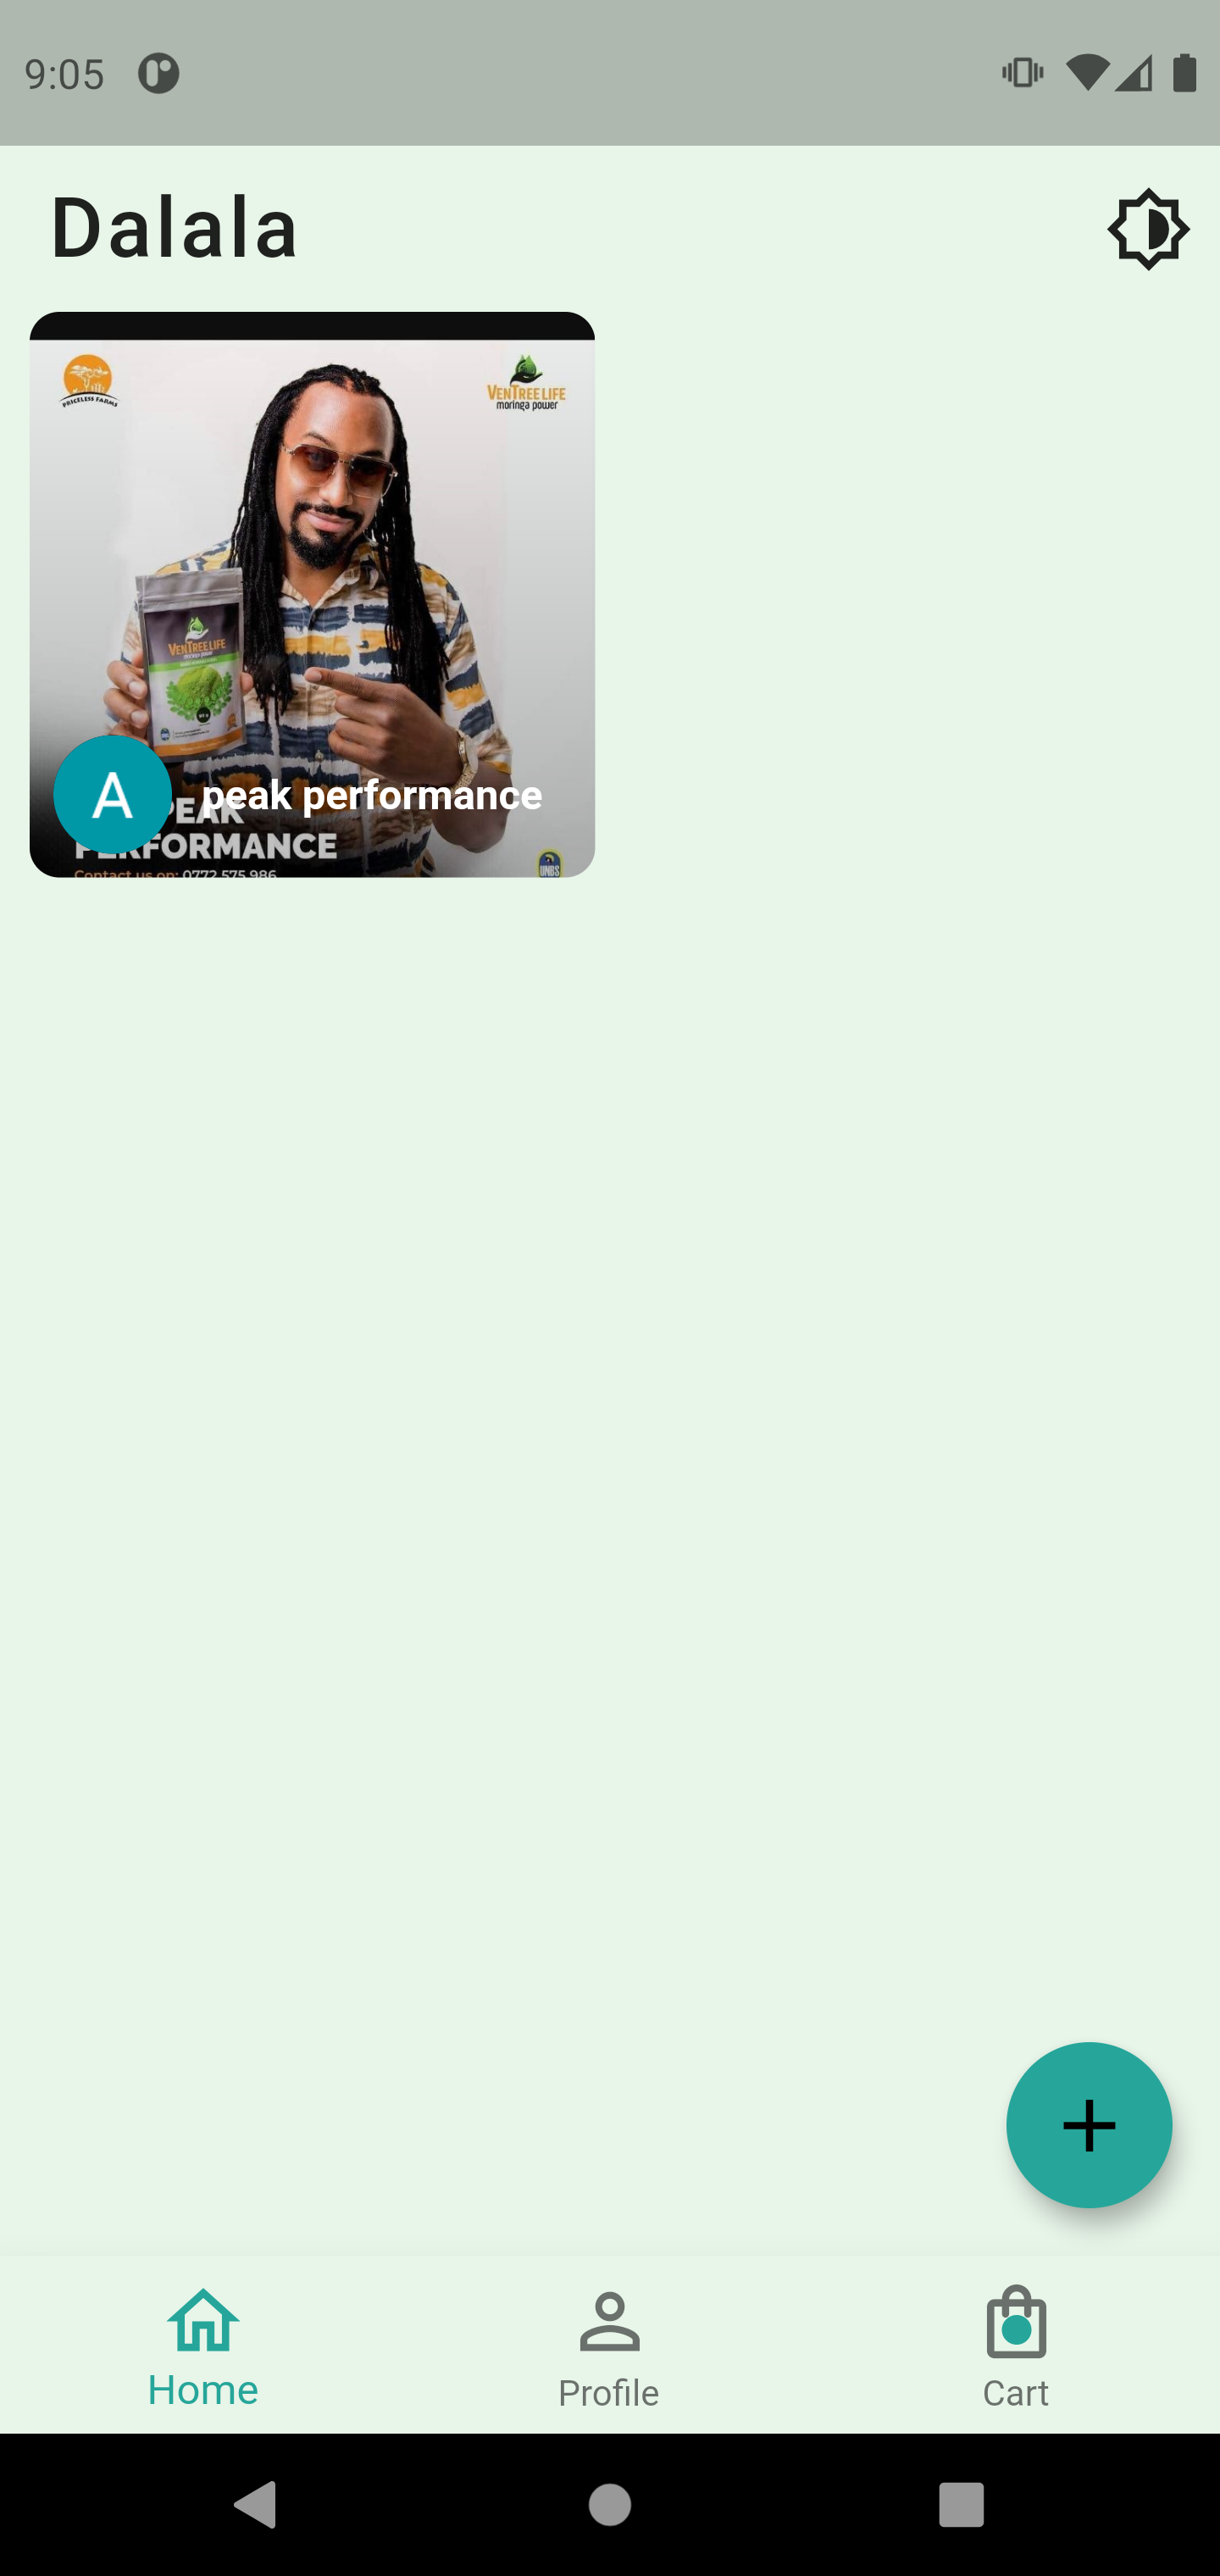 9:05
Dalala
PRICELESS FARMS
VENTREE LIFE
moringa power
VENTREE LIFE
A
peak performance
PEAK
PERFORMANCE
Contact us on: 0772 575 986
UNBS
Home
Profile
Cart